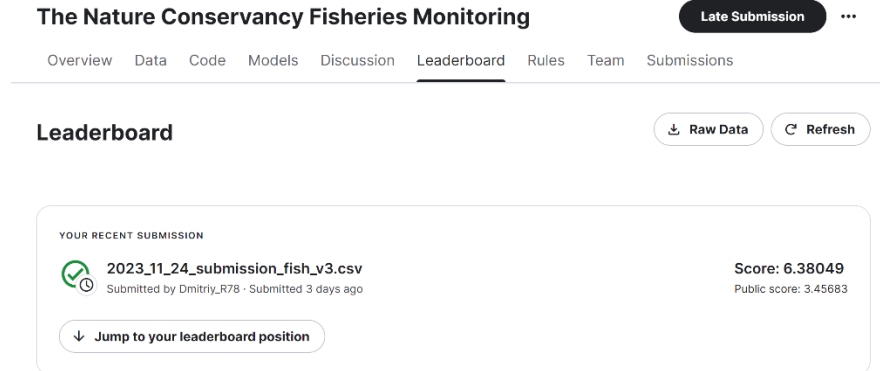 The Nature Conservancy Fisheries Monitoring
Late Submission
Overview Data Code Models Discussion Leaderboard Rules Team Submissions
Leaderboard
Raw Data
Refresh
YOUR RECENT SUBMISSION
2023_11_24_submission_fish_v3.csv
Score: 6.38049
Submitted by Dmitriy_R78 · Submitted 3 days ago
Public score: 3.45683
Jump to your leaderboard position